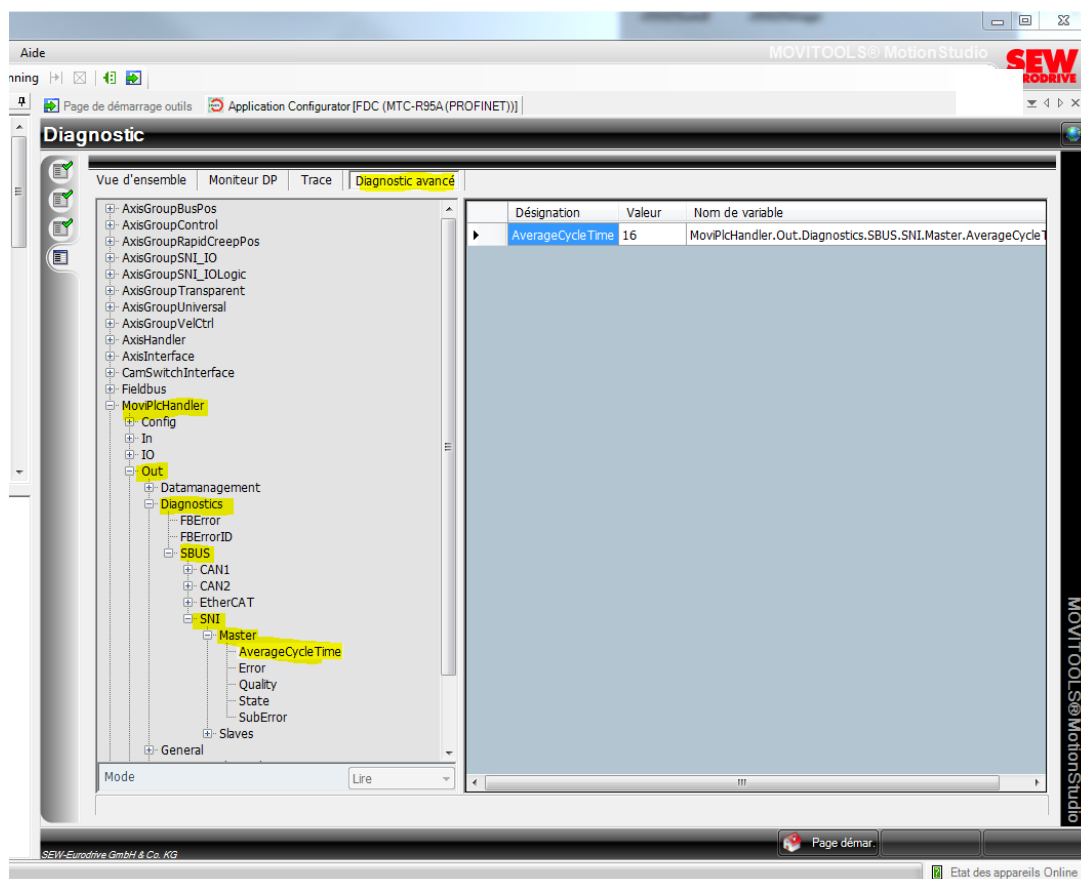 Aide
MOVITOOLS® MotionStudio
SEW
RODRIVE
nning
Page de démarrage outils
Application Configurator [FDC (MTC-R95A (PROFINET))]
Diagnostic
Vue d'ensemble
Moniteur DP
Trace
Diagnostic avancé
AxisGroupBusPos
AxisGroupControl
AxisGroupRapidCreepPos
AxisGroupSNI_IO
AxisGroupSNI_IOLogic
AxisGroupTransparent
AxisGroupUniversal
AxisGroupVelCtrl
AxisHandler
AxisInterface
CamSwitchInterface
Fieldbus
MoviPlcHandler
Config
In
IO
Out
Datamanagement
Diagnostics
FBError
FBErrorID
SBUS
CAN1
CAN2
EtherCAT
SNI
Master
AverageCycleTime
Error
Quality
State
SubError
Slaves
General
Mode
Lire
Désignation Valeur Nom de variable
AverageCycleTime 16 MoviPlcHandler.Out.Diagnostics.SBUS.SNI.Master.AverageCycleT
MOVITOOLS®MotionStudio
Page démar.
SEW-Eurodrive GmbH & Co. KG
Etat des appareils Online